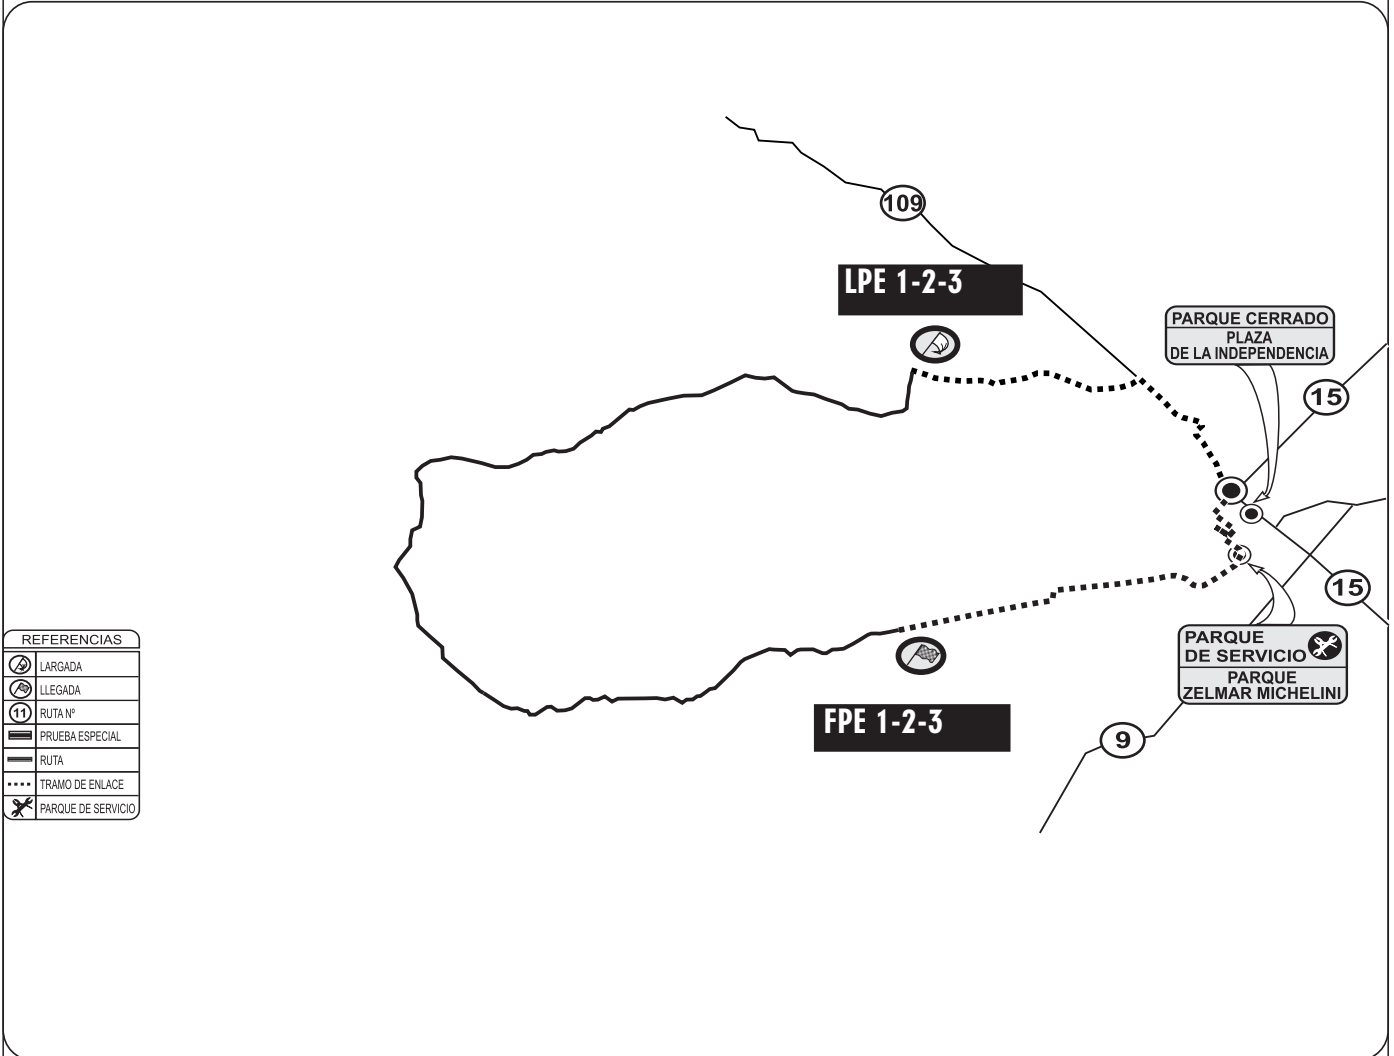 109
LPE 1-2-3
PARQUE CERRADO
PLAZA
DE LA INDEPENDENCIA
15
15
PARQUE
DE SERVICIO
PARQUE
ZELMAR MICHELINI
FPE 1-2-3
9
REFERENCIAS
LARGADA
LLEGADA
11 RUTA Nº
PRUEBA ESPECIAL
RUTA
TRAMO DE ENLACE
PARQUE DE SERVICIO